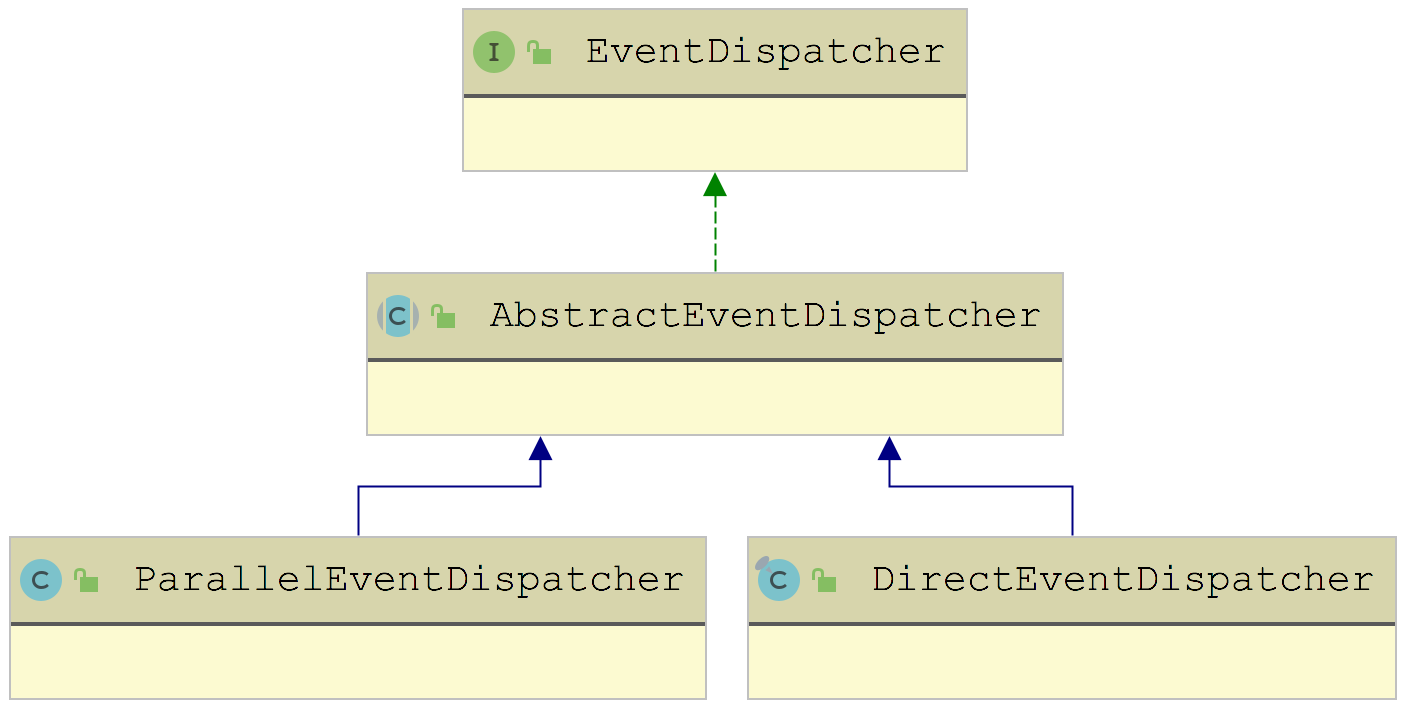 I EventDispatcher
C AbstractEventDispatcher
C ParallelEventDispatcher
C DirectEventDispatcher